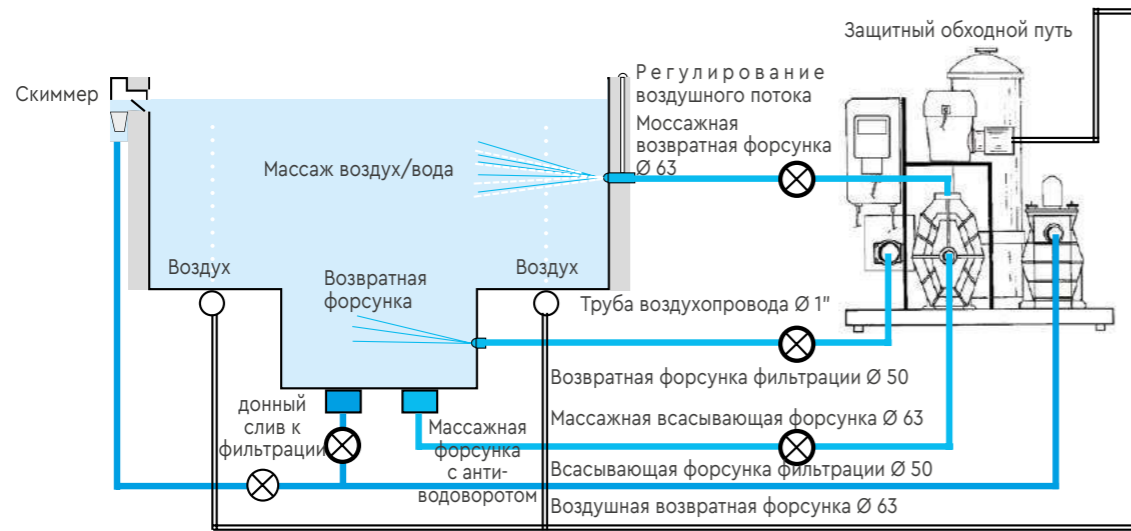 Защитный обходной путь
Скиммер
Регулирование
воздушного потока
Моссажная
возвратная форсунка
Ø 63
Массаж воздух/вода
Воздух
Возвратная
форсунка
Воздух
Труба воздухопровода Ø 1"
Возвратная форсунка фильтрации Ø 50
донный
слив к
фильтрации
Массажная
форсунка
с анти-
водоворотом
Массажная всасывающая форсунка Ø 63
Всасывающая форсунка фильтрации Ø 50
Воздушная возвратная форсунка Ø 63